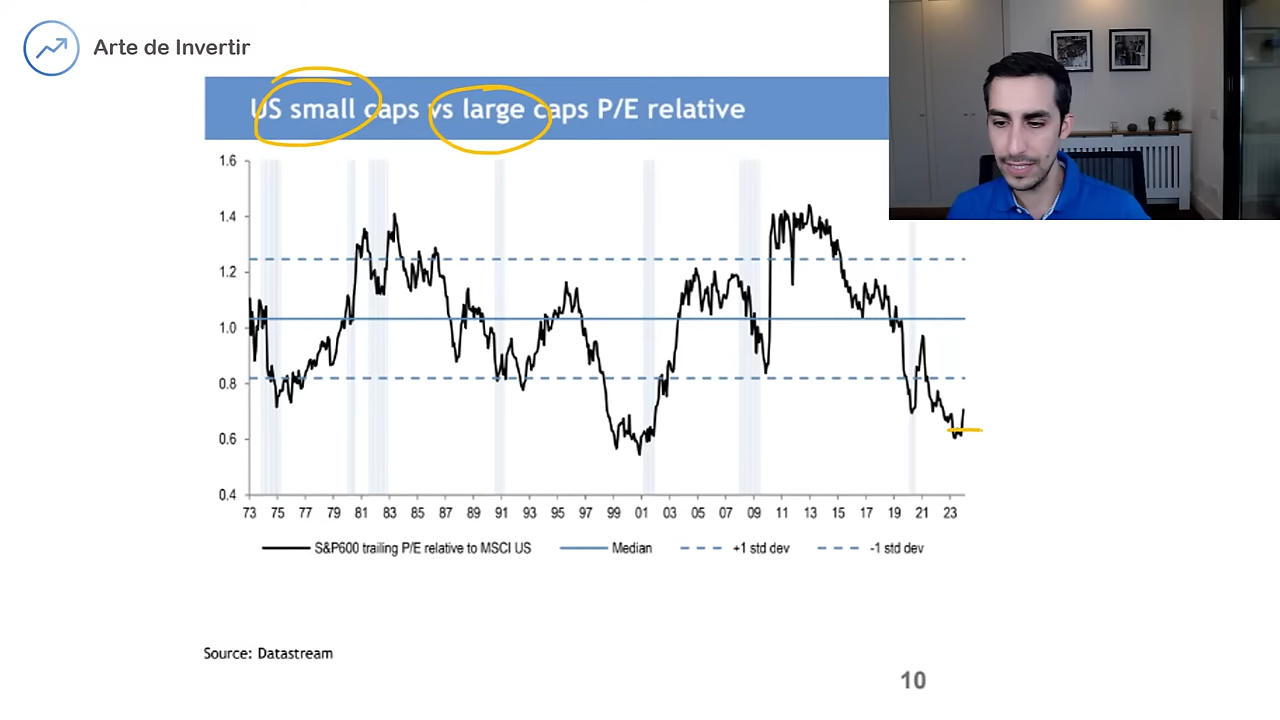 Arte de Invertir
US small caps vs large caps P/E relative
1.6
1.4
1.2
1.0
0.8
0.6
0.4
73 75 77 79 81 83 85 87 89 91 93 95 97 99 01 03 05 07 09 11 13 15 17 19 21 23
S&P600 trailing P/E relative to MSCI US Median +1 std dev -1 std dev
Source: Datastream
10